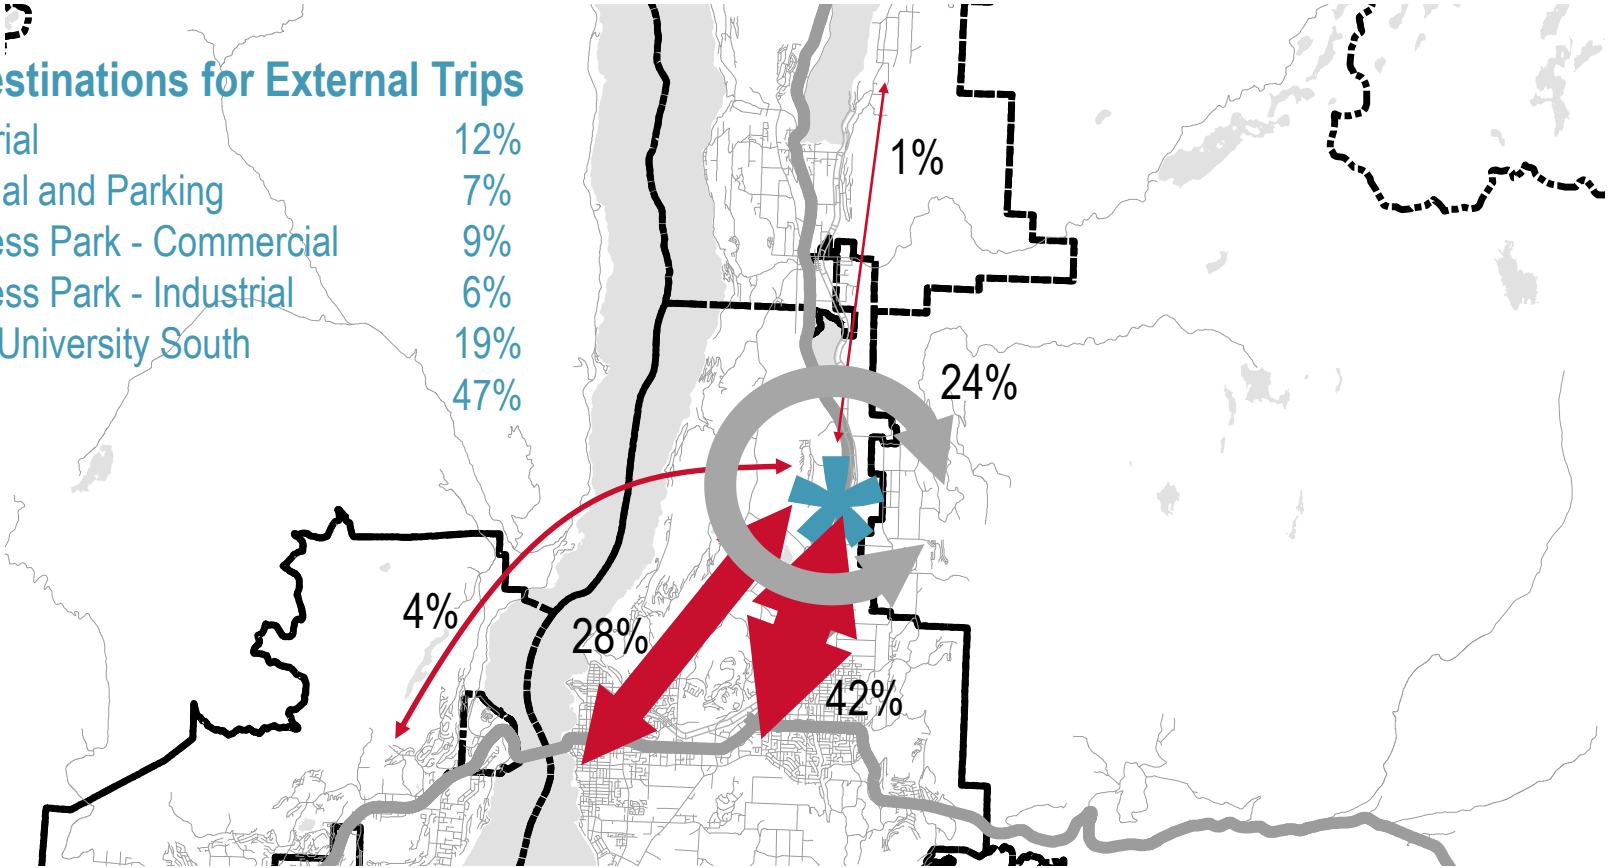 estinations for External Trips
rial 12%
al and Parking 7%
ess Park - Commercial 9%
ess Park - Industrial 6%
University South 19%
47%
1%
24%
4%
28%
42%